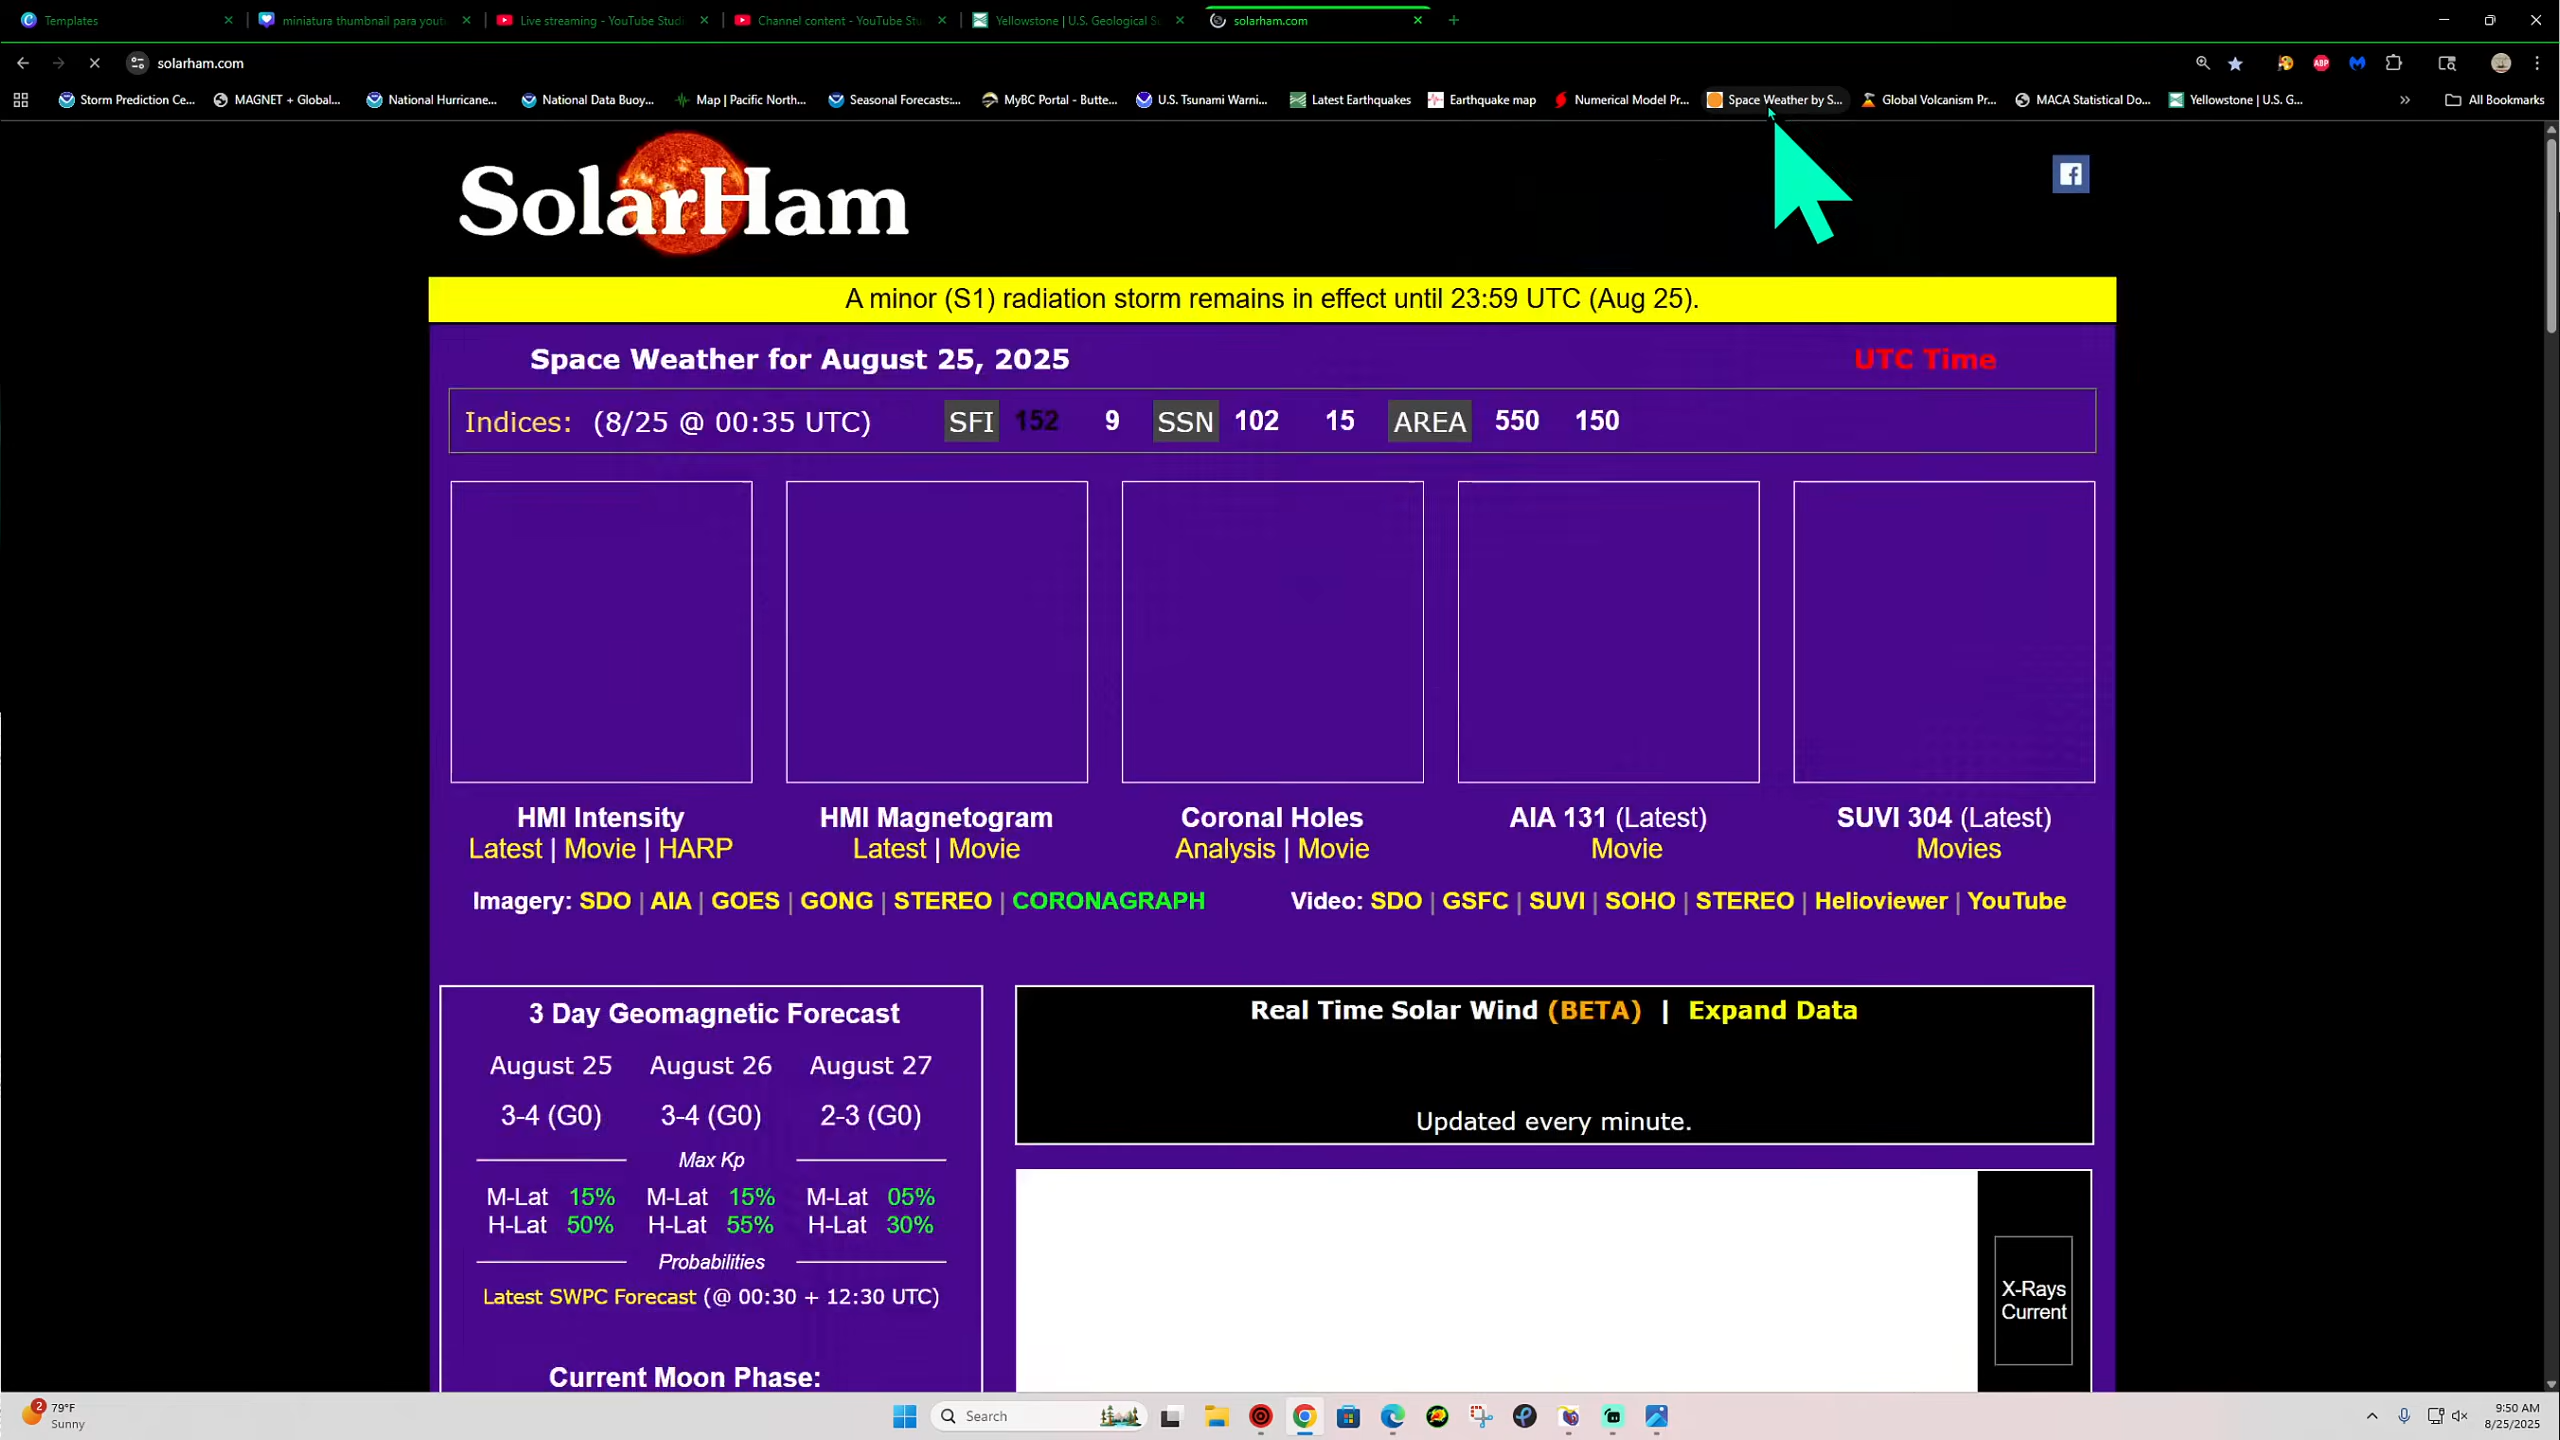 Templates
miniatura thumbnail para yout
Live streaming - YouTube Studi
Channel content - YouTube Stu
Yellowstone | U.S. Geological Su
solarham.com
solarham.com
ABP
Storm Prediction Ce...
MAGNET + Global...
National Hurricane...
National Data Buoy...
Map | Pacific North...
Seasonal Forecasts:...
MyBC Portal - Butte...
U.S. Tsunami Warni...
Latest Earthquakes
Earthquake map
Numerical Model Pr...
Space Weather by S...
Global Volcanism Pr...
MACA Statistical Do...
Yellowstone | U.S. G...
All Bookmarks
SolarHam
A minor (S1) radiation storm remains in effect until 23:59 UTC (Aug 25).
Space Weather for August 25, 2025
UTC Time
Indices: (8/25 @ 00:35 UTC) SFI 152 9 SSN 102 15 AREA 550 150
HMI Intensity
Latest | Movie | HARP
HMI Magnetogram
Latest | Movie
Coronal Holes
Analysis | Movie
AIA 131 (Latest)
Movie
SUVI 304 (Latest)
Movies
Imagery: SDO | AIA | GOES | GONG | STEREO | CORONAGRAPH
Video: SDO | GSFC | SUVI | SOHO | STEREO | Helioviewer | YouTube
3 Day Geomagnetic Forecast
August 25 August 26 August 27
3-4 (G0) 3-4 (G0) 2-3 (G0)
Max Kp
M-Lat 15% M-Lat 15% M-Lat 05%
H-Lat 50% H-Lat 55% H-Lat 30%
Probabilities
Latest SWPC Forecast (@ 00:30 + 12:30 UTC)
Current Moon Phase:
Real Time Solar Wind (BETA) | Expand Data
Updated every minute.
X-Rays
Current
2
79°F
Sunny
Search
9:50 AM
8/25/2025